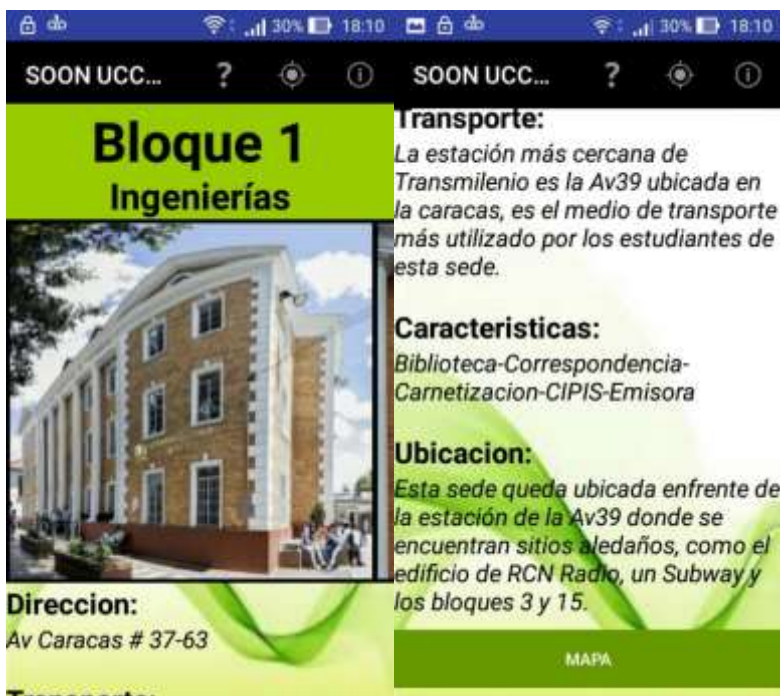 30% 18:10
SOON UCC...
?
Bloque 1
Ingenierías
Direccion:
Av Caracas # 37-63
Transporte:
30% 18:10
SOON UCC...
?
Transporte:
La estación más cercana de
Transmilenio es la Av39 ubicada en
la caracas, es el medio de transporte
más utilizado por los estudiantes de
esta sede.
Caracteristicas:
Biblioteca-Correspondencia-
Carnetizacion-CIPIS-Emisora
Ubicacion:
Esta sede queda ubicada enfrente de
la estación de la Av39 donde se
encuentran sitios aledaños, como el
edificio de RCN Radio, un Subway y
los bloques 3 y 15.
MAPA